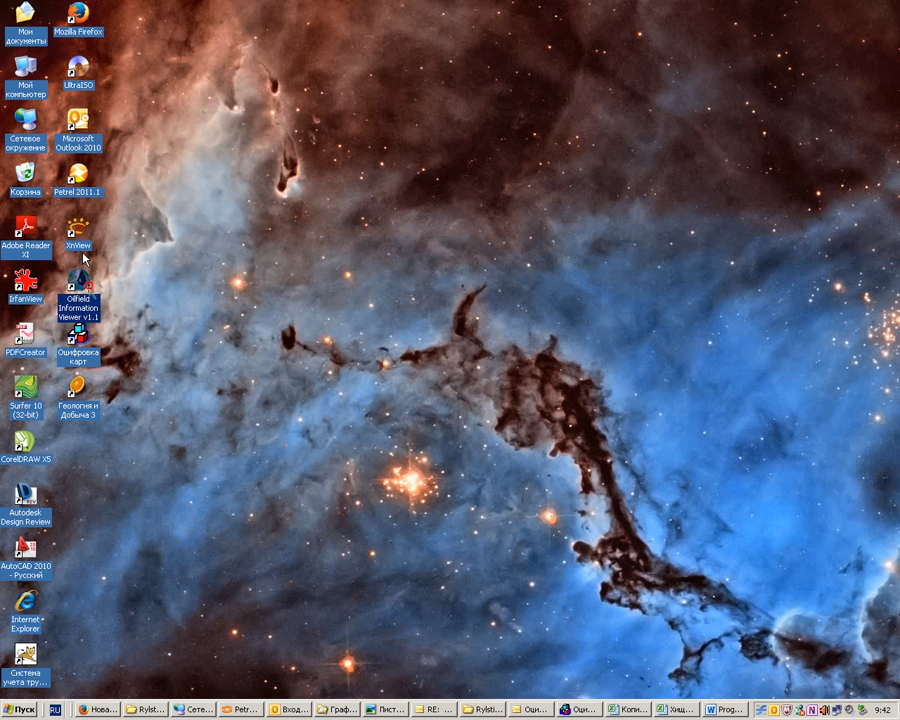 Мои
документы
Mozilla Firefox
Мой
компьютер
UltraISO
Сетевое
окружение
Microsoft
Outlook 2010
Корзина
Petrel 2011.1
Adobe Reader
XI
XnView
IrfanView
Oilfield
Information
Viewer v1.1
PDFCreator
Оцифровка
карт
Surfer 10
(32-bit)
Геология и
Добыча 3
CorelDRAW X5
Autodesk
Design Review
AutoCAD 2010
- Русский
Internet
Explorer
Система
учета тру...
Пуск
RU
Нова...
Rylst...
Сете...
Petr...
Вход...
Граф...
Лист...
RE: ...
Rylsti...
Оци...
Оци...
Копи...
Хищ...
Prog...
9:42